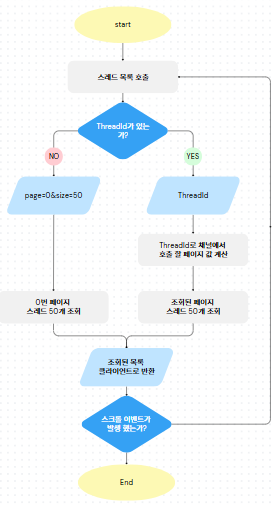 start
스레드 목록 호출
ThreadId가 있는
가?
NO
YES
page=0&size=50
ThreadId
ThreadId로 채널에서
호출 할 페이지 값 계산
0번 페이지
스레드 50개 조회
조회된 페이지
스레드 50개 조회
조회된 목록
클라이언트로 반환
스크롤 이벤트가
발생 했는가?
End